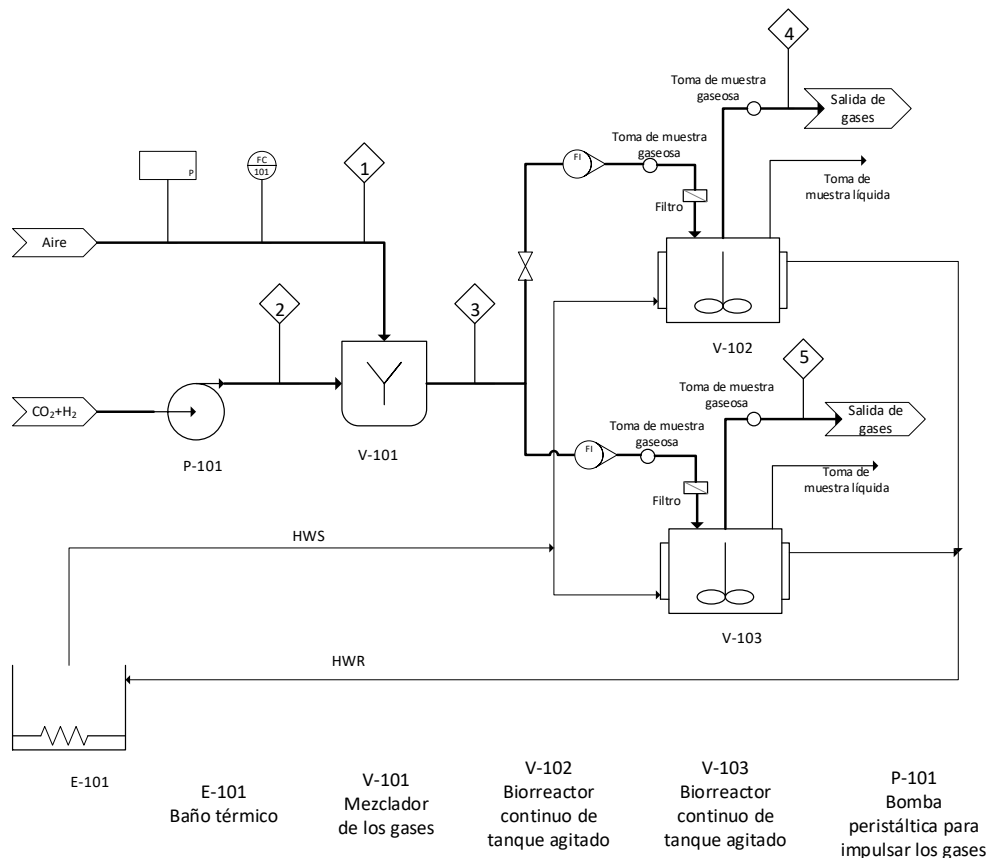 4
Toma de muestra
gaseosa
Salida de
gases
Toma de muestra
gaseosa
FI
P
FC
101
1
Toma de
muestra líquida
Filtro
Aire
2
3
V-102
5
Toma de muestra
gaseosa
CO2+H2
Salida de
gases
Toma de muestra
gaseosa
FI
P-101
V-101
Toma de
muestra líquida
Filtro
HWS
V-103
HWR
E-101
E-101
Baño térmico
V-101
Mezclador
de los gases
V-102
Biorreactor
continuo de
tanque agitado
V-103
Biorreactor
continuo de
tanque agitado
P-101
Bomba
peristáltica para
impulsar los gases